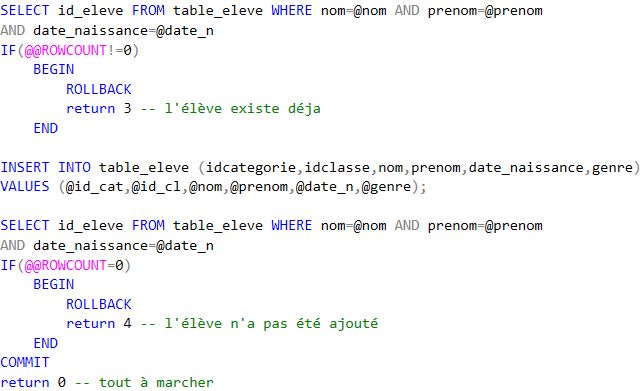 SELECT id_eleve FROM table_eleve WHERE nom=@nom AND prenom=@prenom
AND date_naissance=@date_n
IF(@@ROWCOUNT!=0)
    BEGIN
        ROLLBACK
        return 3 -- l'élève existe déja
    END

INSERT INTO table_eleve (idcategorie,idclasse,nom,prenom,date_naissance,genre)
VALUES (@id_cat,@id_cl,@nom,@prenom,@date_n,@genre);

SELECT id_eleve FROM table_eleve WHERE nom=@nom AND prenom=@prenom
AND date_naissance=@date_n
IF(@@ROWCOUNT=0)
    BEGIN
        ROLLBACK
        return 4 -- l'élève n'a pas été ajouté
    END
COMMIT
return 0 -- tout à marcher